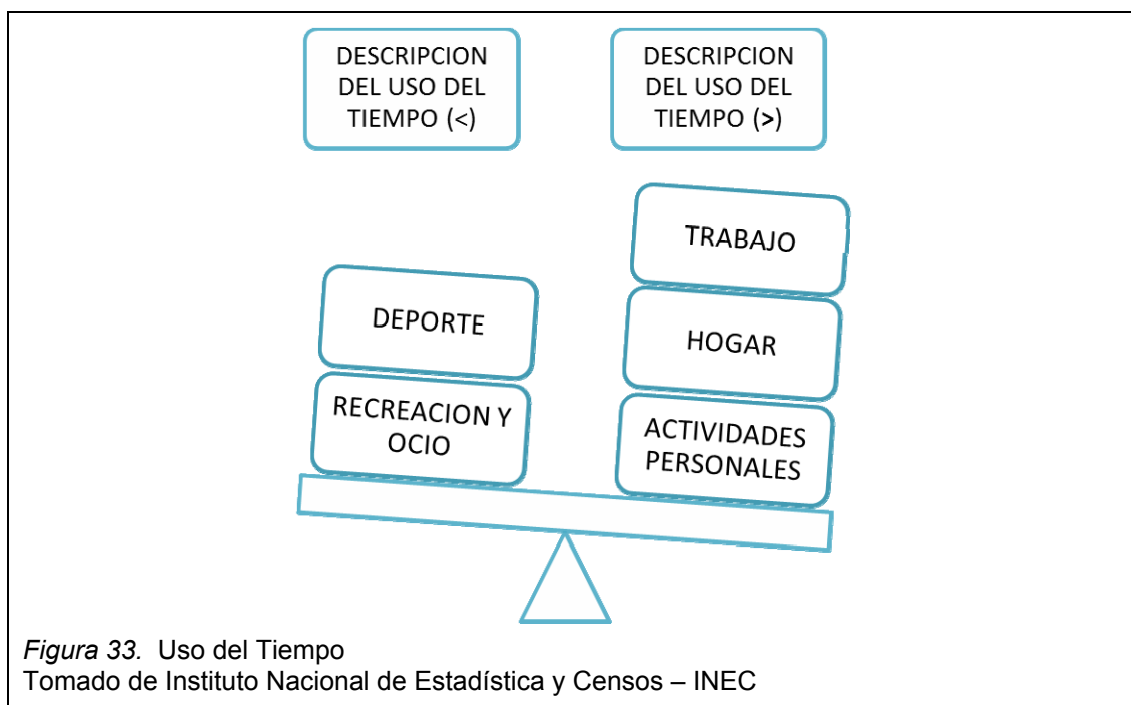 DESCRIPCION
DEL USO DEL
TIEMPO (<)
DESCRIPCION
DEL USO DEL
TIEMPO (>)
DEPORTE
RECREACION Y
OCIO
TRABAJO
HOGAR
ACTIVIDADES
PERSONALES
Figura 33. Uso del Tiempo
Tomado de Instituto Nacional de Estadística y Censos – INEC